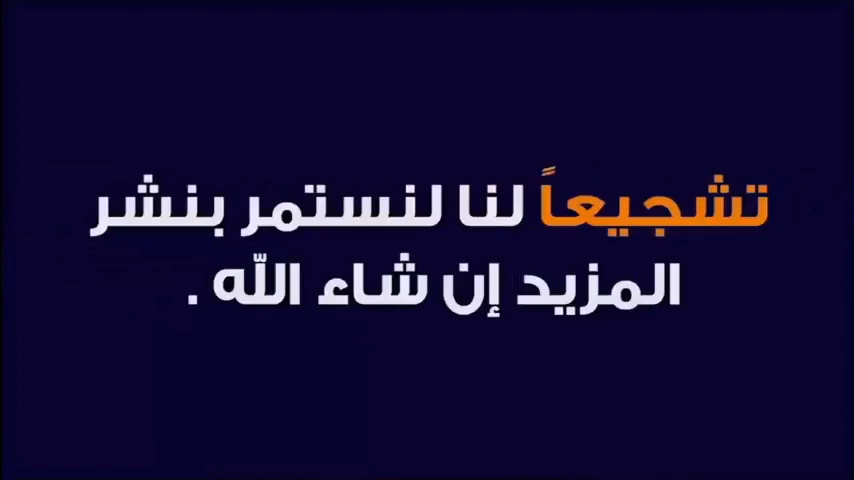 تشجيعاً لنا لنستمر بنشر
المزيد إن شاء الله .